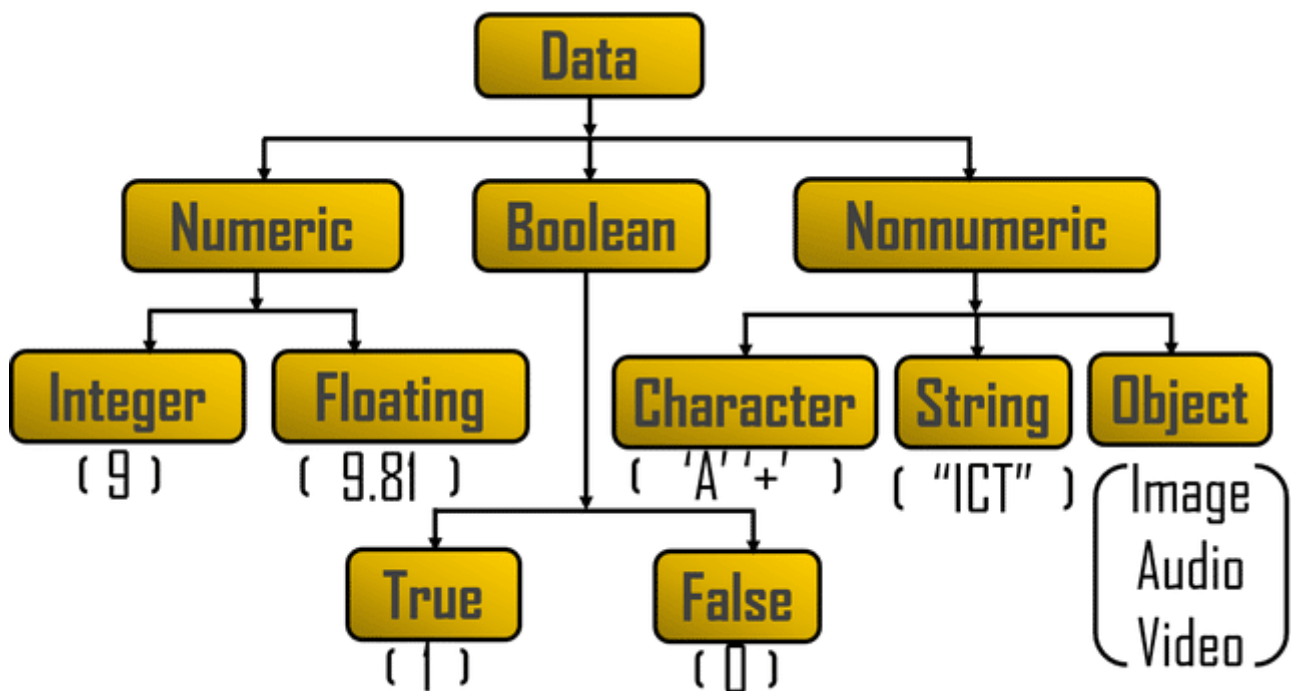 Data
Numeric
Boolean
Nonnumeric
Integer
Floating
Character
String
Object
( 9 )
( 9.81 )
( 'A' '+' )
( "ICT" )
( Image
Audio
Video )
True
False
( 1 )
( 0 )